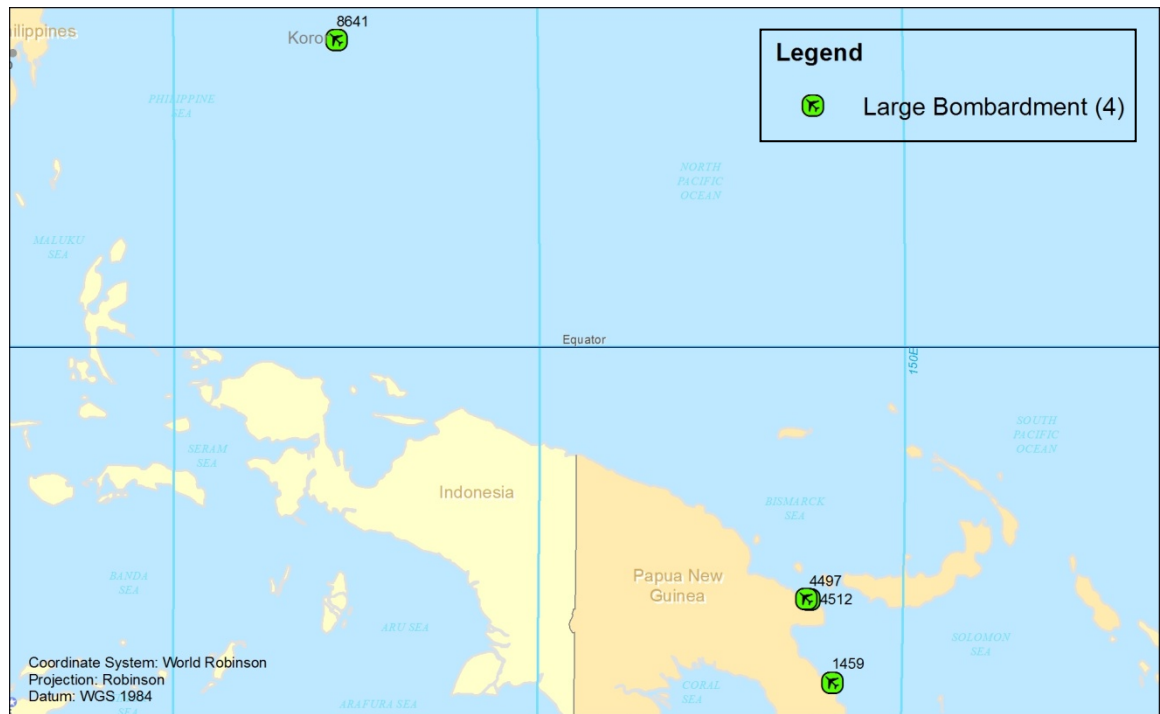 8641
ilippines
Koror
Legend
Large Bombardment (4)
PHILIPPINE
SEA
NORTH
PACIFIC
OCEAN
MALUKU
SEA
Equator
150E
SOUTH
PACIFIC
OCEAN
SERAM
SEA
Indonesia
BISMARCK
SEA
BANDA
SEA
Papua New
Guinea
4497
4512
ARU SEA
SOLOMON
SEA
1459
Coordinate System: World Robinson
Projection: Robinson
Datum: WGS 1984
SEA
CORAL
SEA
ARAFURA SEA